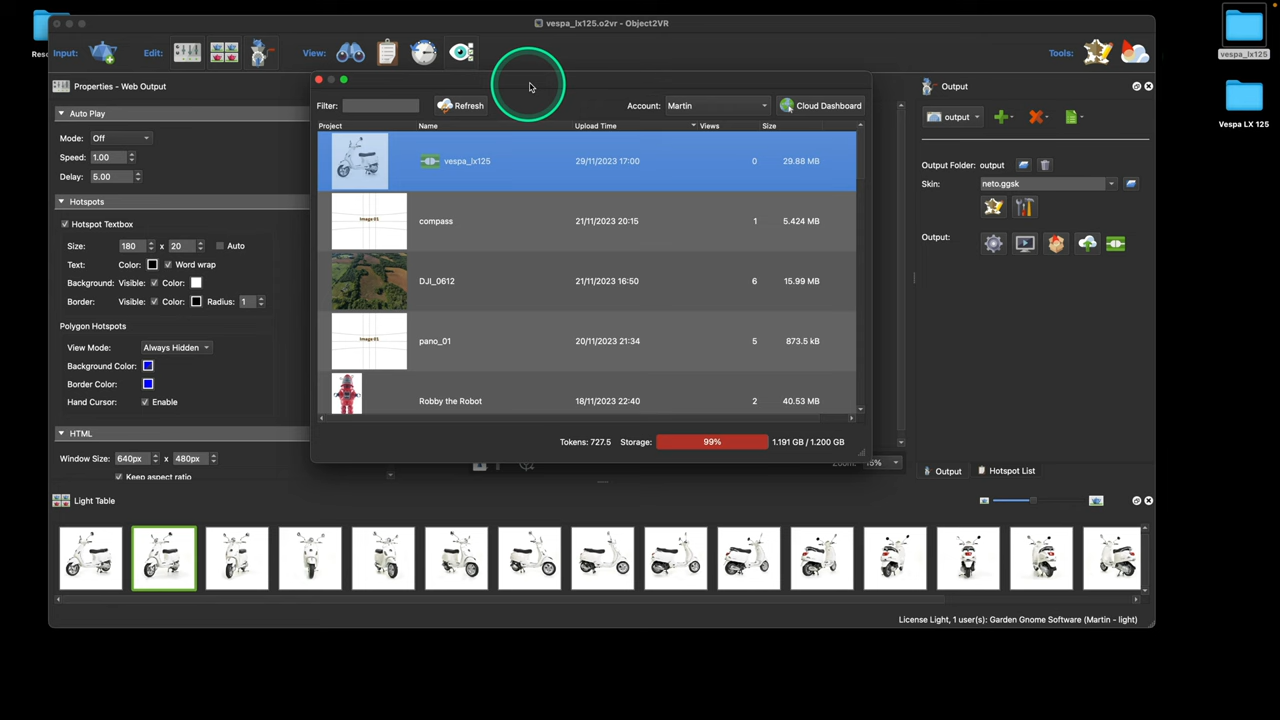 vespa_lx125.o2vr - Object2VR
Input:
Edit:
View:
Tools:
vespa_lx125
Vespa LX 125
Properties - Web Output
Auto Play
Mode: Off
Speed: 1.00
Delay: 5.00
Hotspots
Hotspot Textbox
Size: 180 x 20 Auto
Text: Color: Word wrap
Background: Visible: Color:
Border: Visible: Color: Radius: 1
Polygon Hotspots
View Mode: Always Hidden
Background Color:
Border Color:
Hand Cursor: Enable
HTML
Window Size: 640px x 480px
Keep aspect ratio
Filter: Refresh Account: Martin Cloud Dashboard
Project Name Upload Time Views Size
vespa_lx125 29/11/2023 17:00 0 29.88 MB
compass 21/11/2023 20:15 1 5.424 MB
DJI_0612 21/11/2023 16:50 6 15.99 MB
pano_01 20/11/2023 21:34 5 873.5 kB
Robby the Robot 18/11/2023 22:40 2 40.53 MB
Tokens: 727.5 Storage: 99% 1.191 GB / 1.200 GB
Output
output
Output Folder: output
Skin: neto.ggsk
Output:
Output Hotspot List
Light Table
License Light, 1 user(s): Garden Gnome Software (Martin - light)